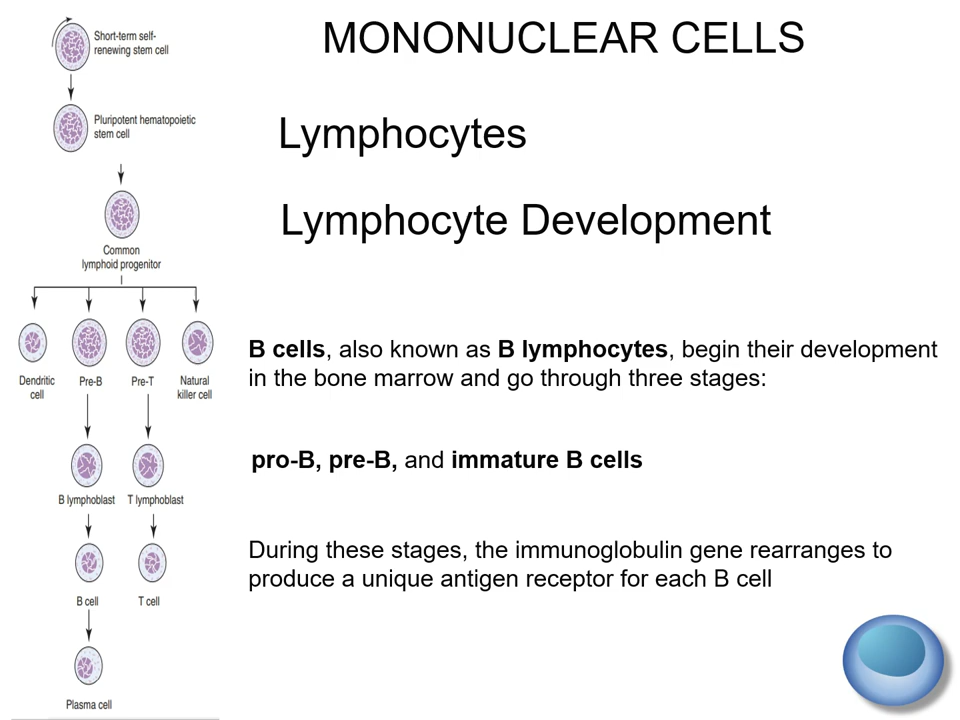 MONONUCLEAR CELLS
Lymphocytes
Lymphocyte Development
B cells, also known as B lymphocytes, begin their development
in the bone marrow and go through three stages:
pro-B, pre-B, and immature B cells
During these stages, the immunoglobulin gene rearranges to
produce a unique antigen receptor for each B cell
Short-term self-
renewing stem cell
Pluripotent hematopoietic
stem cell
Common
lymphoid progenitor
Dendritic
cell
Pre-B
Pre-T
Natural
killer cell
B lymphoblast
T lymphoblast
B cell
T cell
Plasma cell